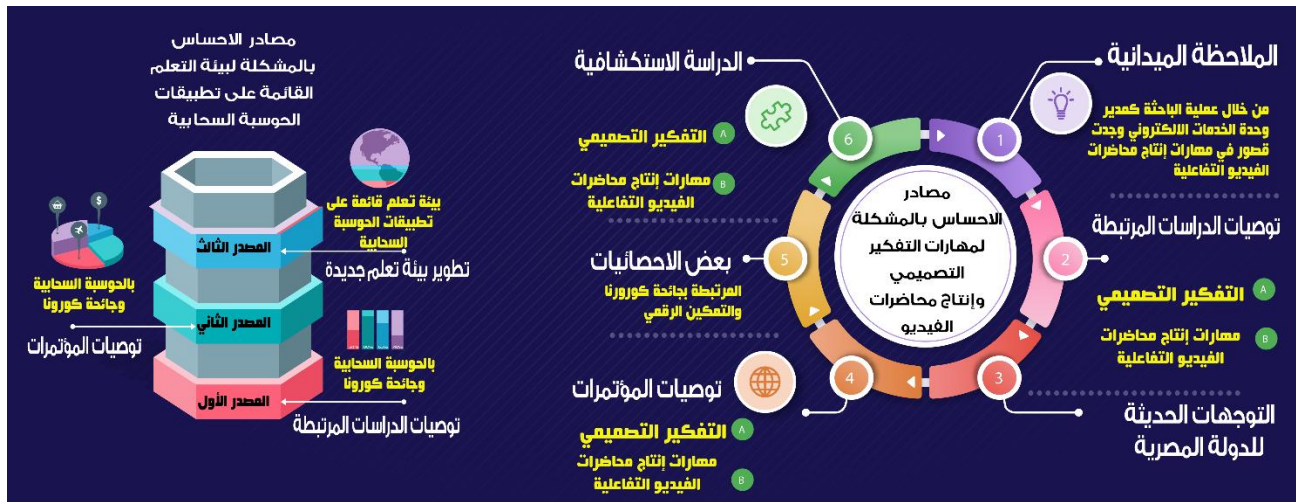 الملاحظة الميدانية
من خلال عملية الباحثة كمدير
وحدة الخدمات الالكتروني وجدت
قصور في مهارات إنتاج محاضرات
الفيديو التفاعلية
1
توصيات الدراسات المرتبطة
2
A التفكير التصميمي
B مهارات إنتاج محاضرات
الفيديو التفاعلية
3
التوجهات الحديثة
للدولة المصرية
مصادر
الاحساس بالمشكلة
لمهارات التفكير
التصميمي
وإنتاج محاضرات
الفيديو
4
توصيات المؤتمرات
A التفكير التصميمي
B مهارات إنتاج محاضرات
الفيديو التفاعلية
5
بعض الاحصائيات
المرتبطة بجائحة كورورنا
والتمكين الرقمي
6
الدراسة الاستكشافية
A التفكير التصميمي
B مهارات إنتاج محاضرات
الفيديو التفاعلية
مصادر الاحساس
بالمشكلة لبيئة التعلم
القائمة على تطبيقات
الحوسبة السحابية
بيئة تعلم قائمة على
تطبيقات الحوسبة
السحابية
المصدر الثالث
تطوير بيئة تعلم جديدة
$
بالحوسبة السحابية
وجائحة كورونا
المصدر الثاني
توصيات المؤتمرات
بالحوسبة السحابية
وجائحة كورونا
المصدر الأول
توصيات الدراسات المرتبطة